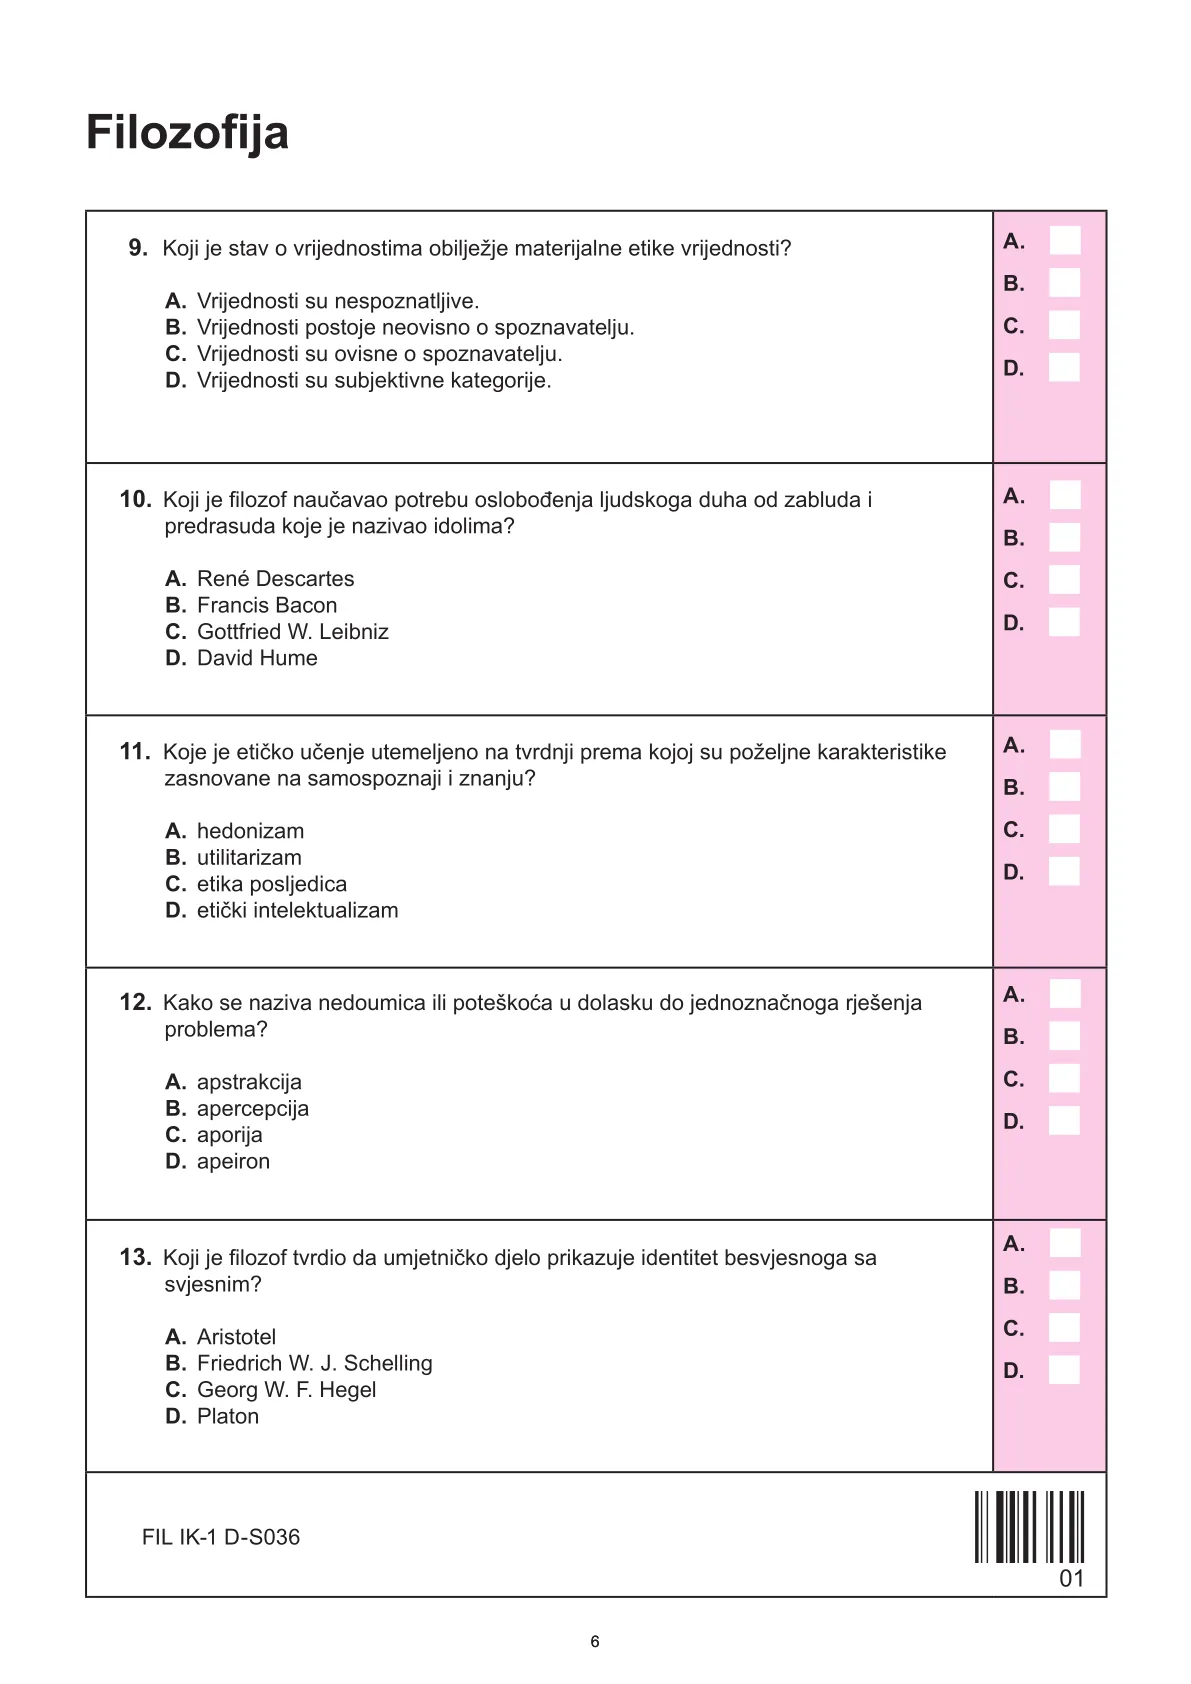 Filozofija
9. Koji je stav o vrijednostima obilježje materijalne etike vrijednosti?
A. Vrijednosti su nespoznatljive.
B. Vrijednosti postoje neovisno o spoznavatelju.
C. Vrijednosti su ovisne o spoznavatelju.
D. Vrijednosti su subjektivne kategorije.
A.
B.
C.
D.
10. Koji je filozof naučavao potrebu oslobođenja ljudskoga duha od zabluda i
predrasuda koje je nazivao idolima?
A. René Descartes
B. Francis Bacon
C. Gottfried W. Leibniz
D. David Hume
A.
B.
C.
D.
11. Koje je etičko učenje utemeljeno na tvrdnji prema kojoj su poželjne karakteristike
zasnovane na samospoznaji i znanju?
A. hedonizam
B. utilitarizam
C. etika posljedica
D. etički intelektualizam
A.
B.
C.
D.
12. Kako se naziva nedoumica ili poteškoća u dolasku do jednoznačnoga rješenja
problema?
A. apstrakcija
B. apercepcija
C. aporija
D. apeiron
A.
B.
C.
D.
13. Koji je filozof tvrdio da umjetničko djelo prikazuje identitet besvjesnoga sa
svjesnim?
A. Aristotel
B. Friedrich W. J. Schelling
C. Georg W. F. Hegel
D. Platon
A.
B.
C.
D.
FIL IK-1 D-S036
01
6